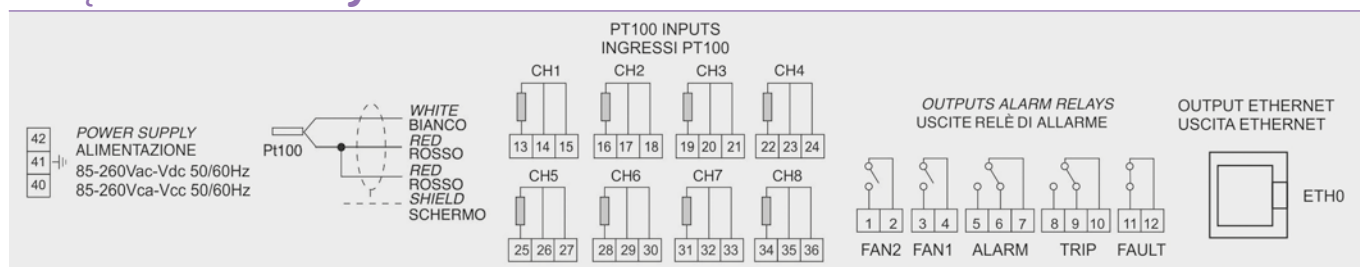 42
41
40
POWER SUPPLY
ALIMENTAZIONE
85-260Vac-Vdc 50/60Hz
85-260Vca-Vcc 50/60Hz
Pt100
WHITE
BIANCO
RED
ROSSO
RED
ROSSO
SHIELD
SCHERMO
PT100 INPUTS
INGRESSI PT100
CH1 CH2 CH3 CH4
13 14 15 16 17 18 19 20 21 22 23 24
CH5 CH6 CH7 CH8
25 26 27 28 29 30 31 32 33 34 35 36
OUTPUTS ALARM RELAYS
USCITE RELÈ DI ALLARME
1 2 3 4 5 6 7 8 9 10 11 12
FAN2 FAN1 ALARM TRIP FAULT
OUTPUT ETHERNET
USCITA ETHERNET
ETH0